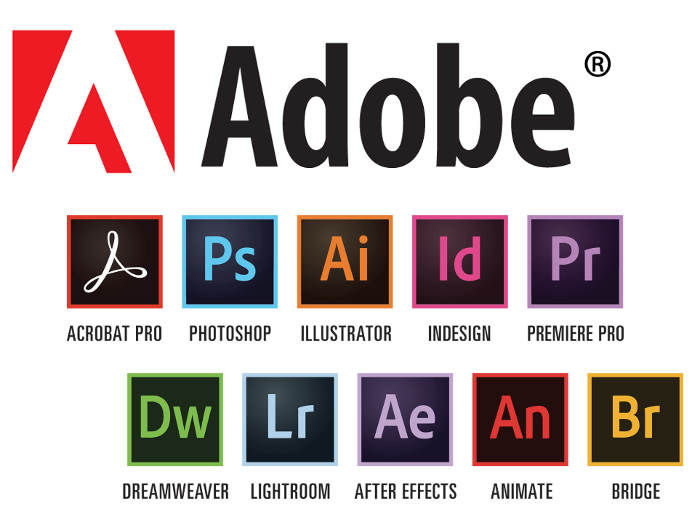 Adobe®
Ps Ai Id Pr
ACROBAT PRO PHOTOSHOP ILLUSTRATOR INDESIGN PREMIERE PRO
Dw Lr Ae An Br
DREAMWEAVER LIGHTROOM AFTER EFFECTS ANIMATE BRIDGE